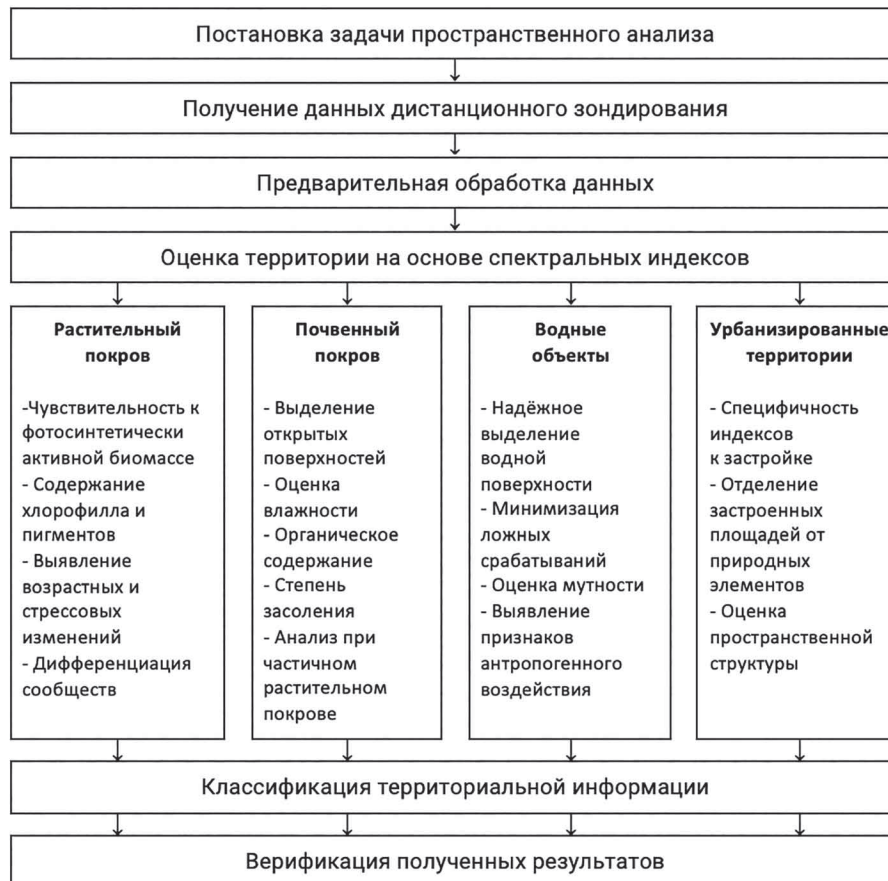 Постановка задачи пространственного анализа
Получение данных дистанционного зондирования
Предварительная обработка данных
Оценка территории на основе спектральных индексов
Растительный
покров
-Чувствительность к
фотосинтетически
активной биомассе
- Содержание
хлорофилла и
пигментов
- Выявление
возрастных и
стрессовых
изменений
- Дифференциация
сообществ
Почвенный
покров
- Выделение
открытых
поверхностей
- Оценка
влажности
- Органическое
содержание
- Степень
засоления
- Анализ при
частичном
растительном
покрове
Водные
объекты
- Надёжное
выделение
водной
поверхности
- Минимизация
ложных
срабатываний
- Оценка мутности
- Выявление
признаков
антропогенного
воздействия
Урбанизированные
территории
- Специфичность
индексов
к застройке
- Отделение
застроенных
площадей от
природных
элементов
- Оценка
пространственной
структуры
Классификация территориальной информации
Верификация полученных результатов